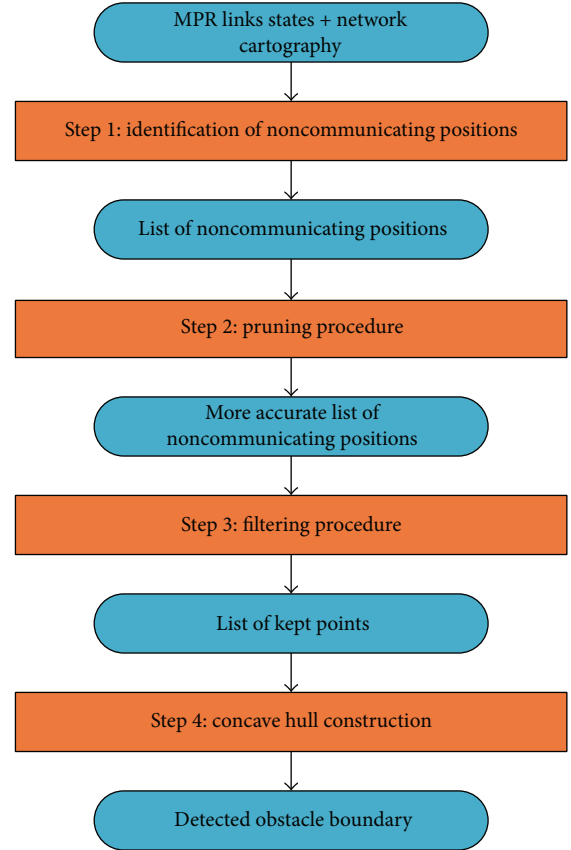 MPR links states + network
cartography
Step 1: identification of noncommunicating positions
List of noncommunicating positions
Step 2: pruning procedure
More accurate list of
noncommunicating positions
Step 3: filtering procedure
List of kept points
Step 4: concave hull construction
Detected obstacle boundary